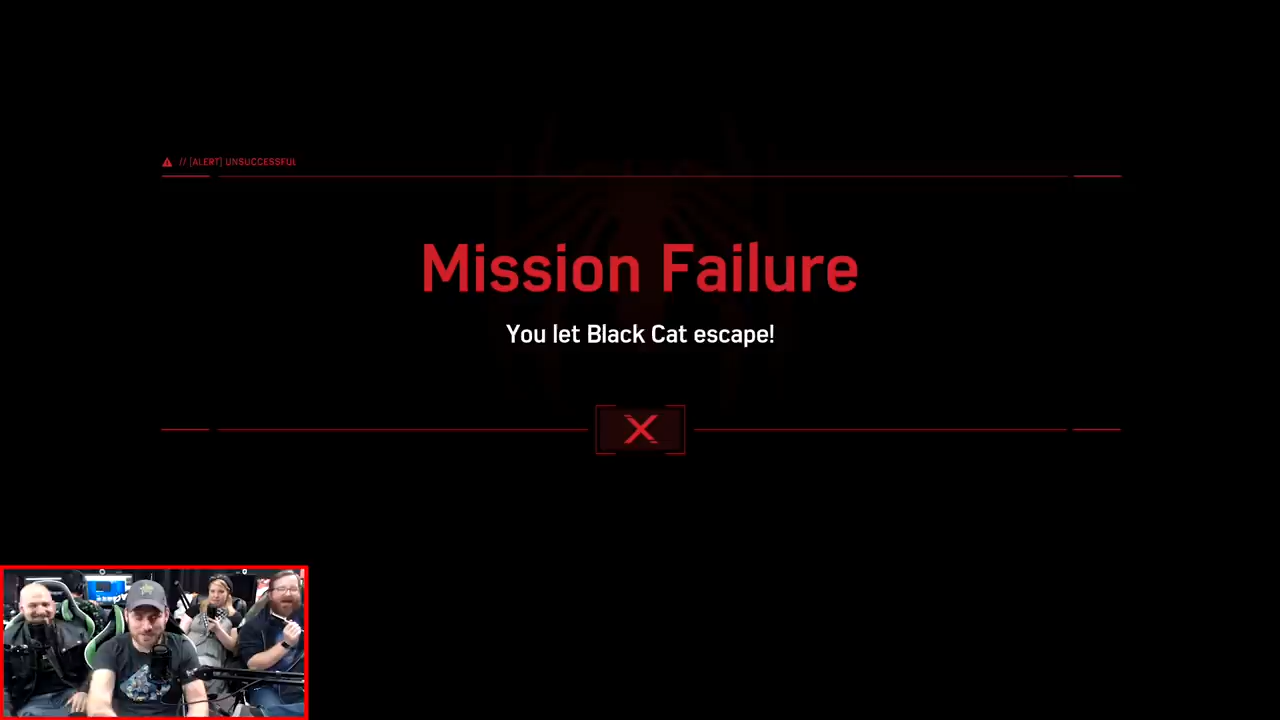 // [ALERT] UNSUCCESSFUL
Mission Failure
You let Black Cat escape!